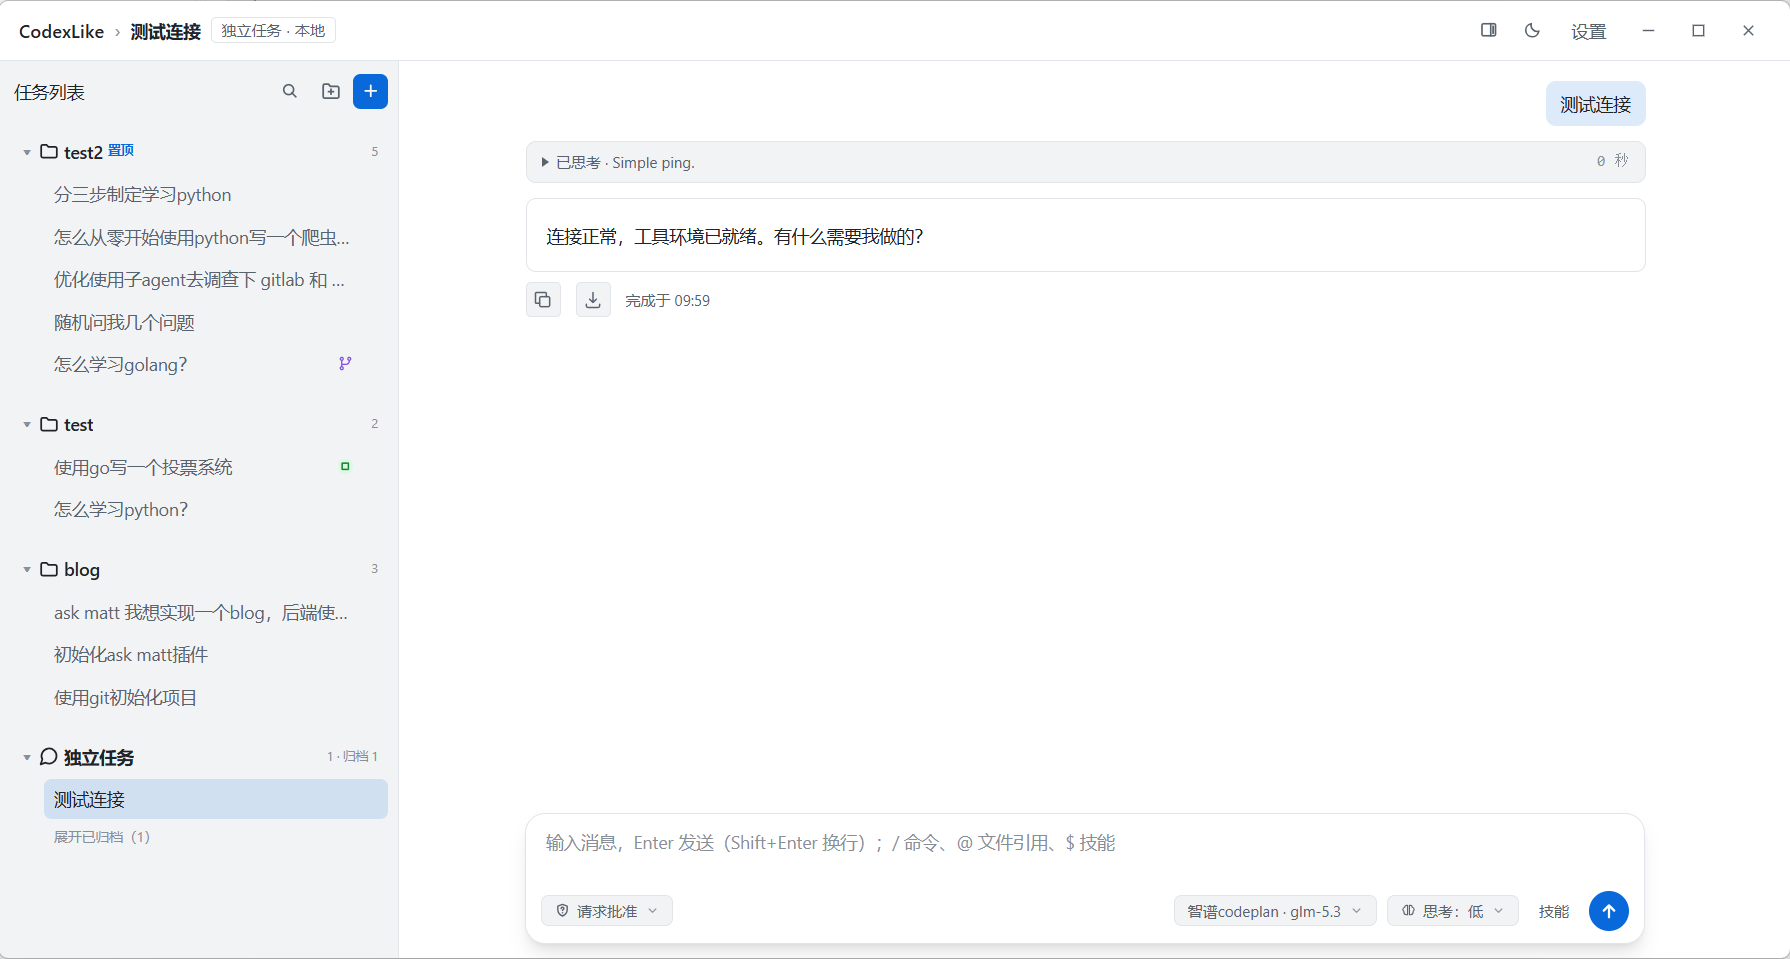 CodexLike › 测试连接 独立任务 · 本地
设置
任务列表
test2 置顶 5
分三步制定学习python
怎么从零开始使用python写一个爬虫...
优化使用子agent去调查下 gitlab 和 ...
随机问我几个问题
怎么学习golang?
test 2
使用go写一个投票系统
怎么学习python?
blog 3
ask matt 我想实现一个blog，后端使...
初始化ask matt插件
使用git初始化项目
独立任务 1 · 归档 1
测试连接
展开已归档（1）
测试连接
已思考 · Simple ping. 0 秒
连接正常，工具环境已就绪。有什么需要我做的？
完成于 09:59
输入消息，Enter 发送（Shift+Enter 换行）；/ 命令、@ 文件引用、$ 技能
请求批准
智谱codeplan · glm-5.3
思考：低
技能